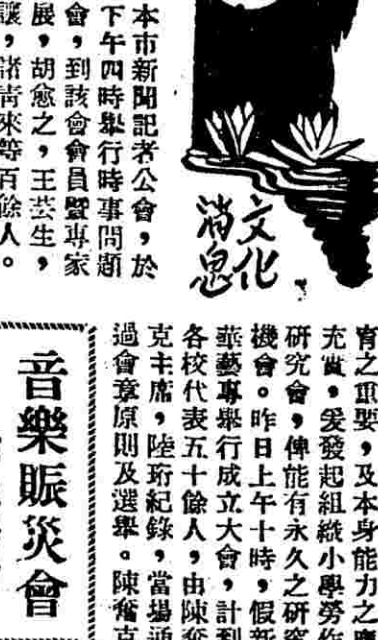 本市新聞記者公會，於
下午四時舉行時事問題
會，到該會會員暨專家
展，胡愈之，王芸生，
讓，諸青來等百餘人。
文化
消息
育之重要，及本身能力之
充實，爰發起組織小學勞作
研究會，俾能有永久之研究
機會。昨日上午十時，假新
華藝專舉行成立大會，計到
各校代表五十餘人，由陳奮
克主席，陸珩紀錄，當場通
過會章原則及選舉。陳奮克
音樂賑災會